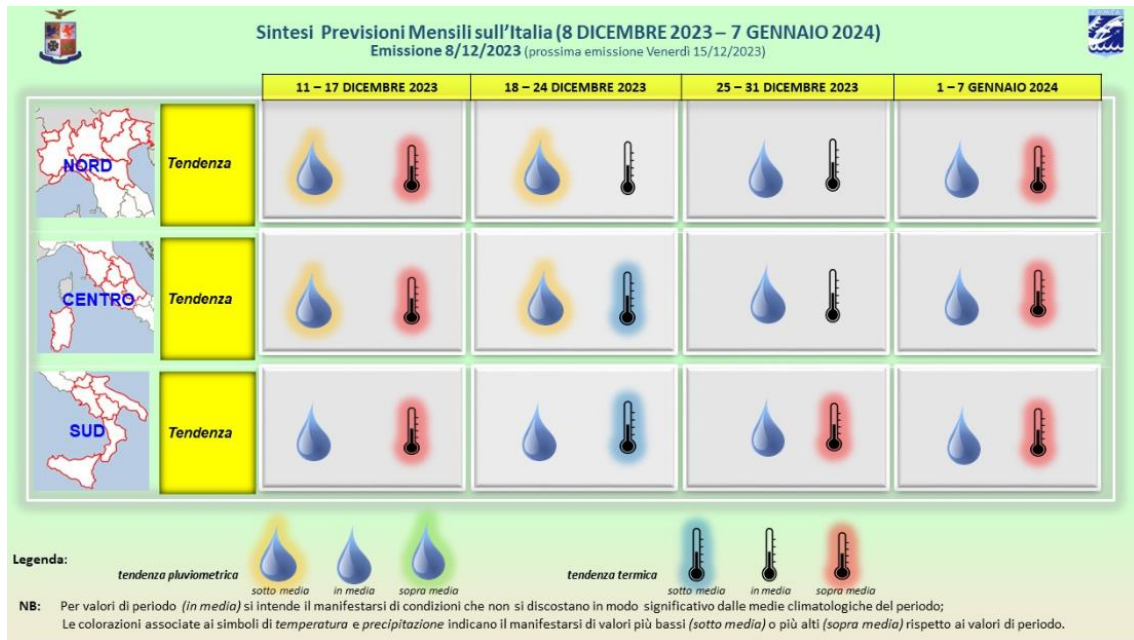 Sintesi Previsioni Mensili sull'Italia (8 DICEMBRE 2023 – 7 GENNAIO 2024)
Emissione 8/12/2023 (prossima emissione Venerdì 15/12/2023)
11 – 17 DICEMBRE 2023
18 – 24 DICEMBRE 2023
25 – 31 DICEMBRE 2023
1 – 7 GENNAIO 2024
NORD
Tendenza
CENTRO
Tendenza
SUD
Tendenza
Legenda:
tendenza pluviometrica
sotto media
in media
sopra media
tendenza termica
sotto media
in media
sopra media
NB: Per valori di periodo (in media) si intende il manifestarsi di condizioni che non si discostano in modo significativo dalle medie climatologiche del periodo;
Le colorazioni associate ai simboli di temperatura e precipitazione indicano il manifestarsi di valori più bassi (sotto media) o più alti (sopra media) rispetto ai valori di periodo.